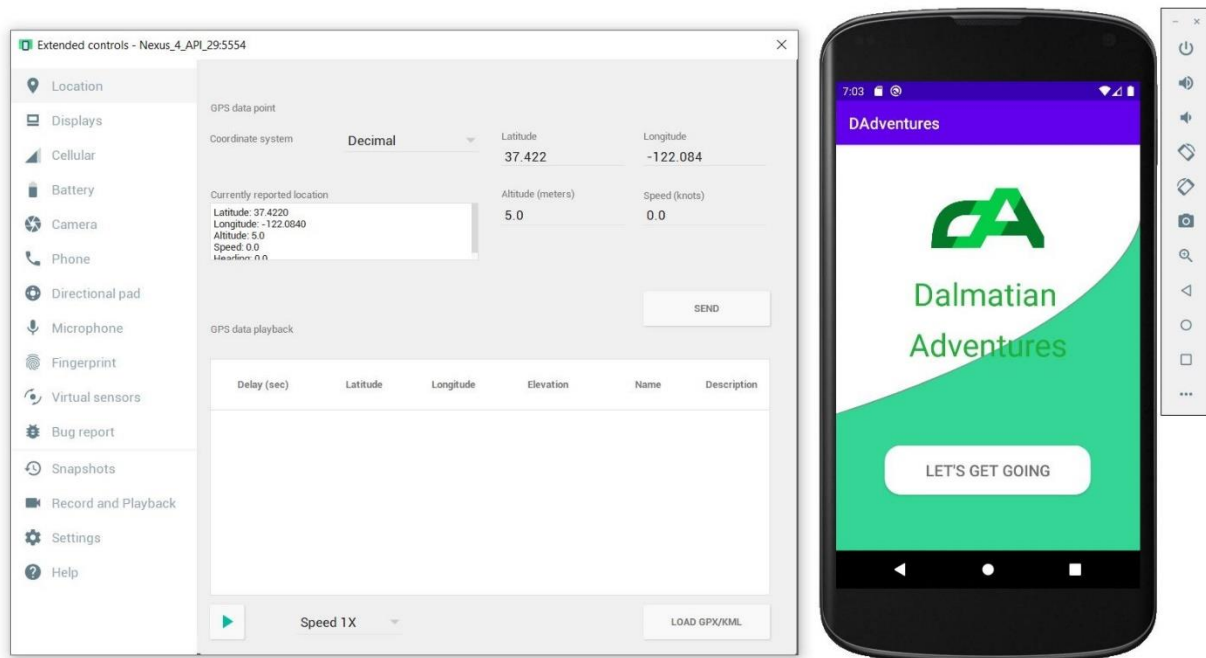 Extended controls - Nexus_4_API_29:5554
Location
Displays
Cellular
Battery
Camera
Phone
Directional pad
Microphone
Fingerprint
Virtual sensors
Bug report
Snapshots
Record and Playback
Settings
Help
GPS data point
Coordinate system
Decimal
Latitude
37.422
Longitude
-122.084
Currently reported location
Latitude: 37.4220
Longitude: -122.0840
Altitude: 5.0
Speed: 0.0
Heading: 0.0
Altitude (meters)
5.0
Speed (knots)
0.0
SEND
GPS data playback
Delay (sec) Latitude Longitude Elevation Name Description
Speed 1X
LOAD GPX/KML
7:03
DAdventures
dA
Dalmatian
Adventures
LET'S GET GOING